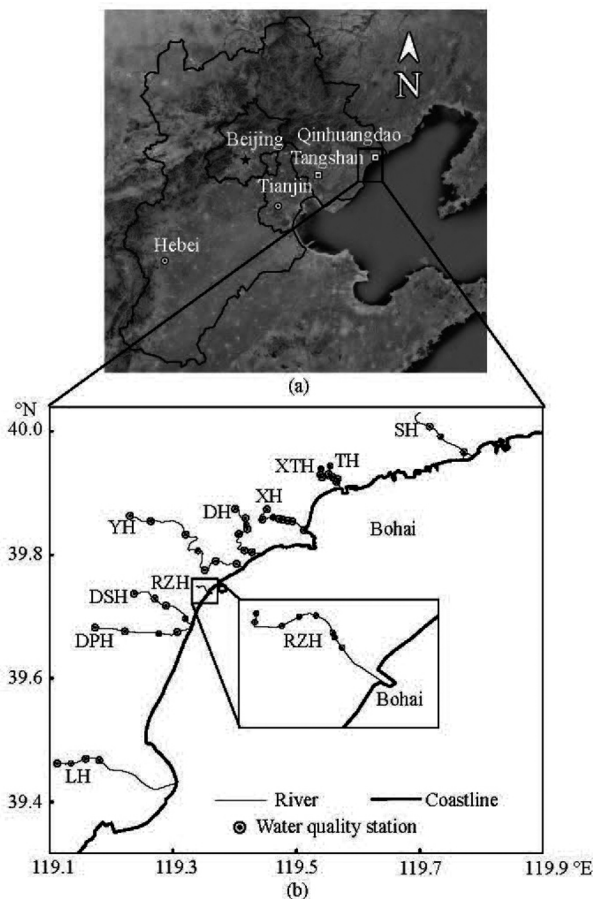 N
Beijing
Qinhuangdao
Tangshan
Tianjin
Hebei
(a)
°N
40.0
SH
XTH
TH
XH
DH
YH
Bohai
39.8
RZH
DSH
DPH
RZH
Bohai
39.6
LH
River
Coastline
39.4
Water quality station
119.1
119.3
119.5
119.7
119.9 °E
(b)